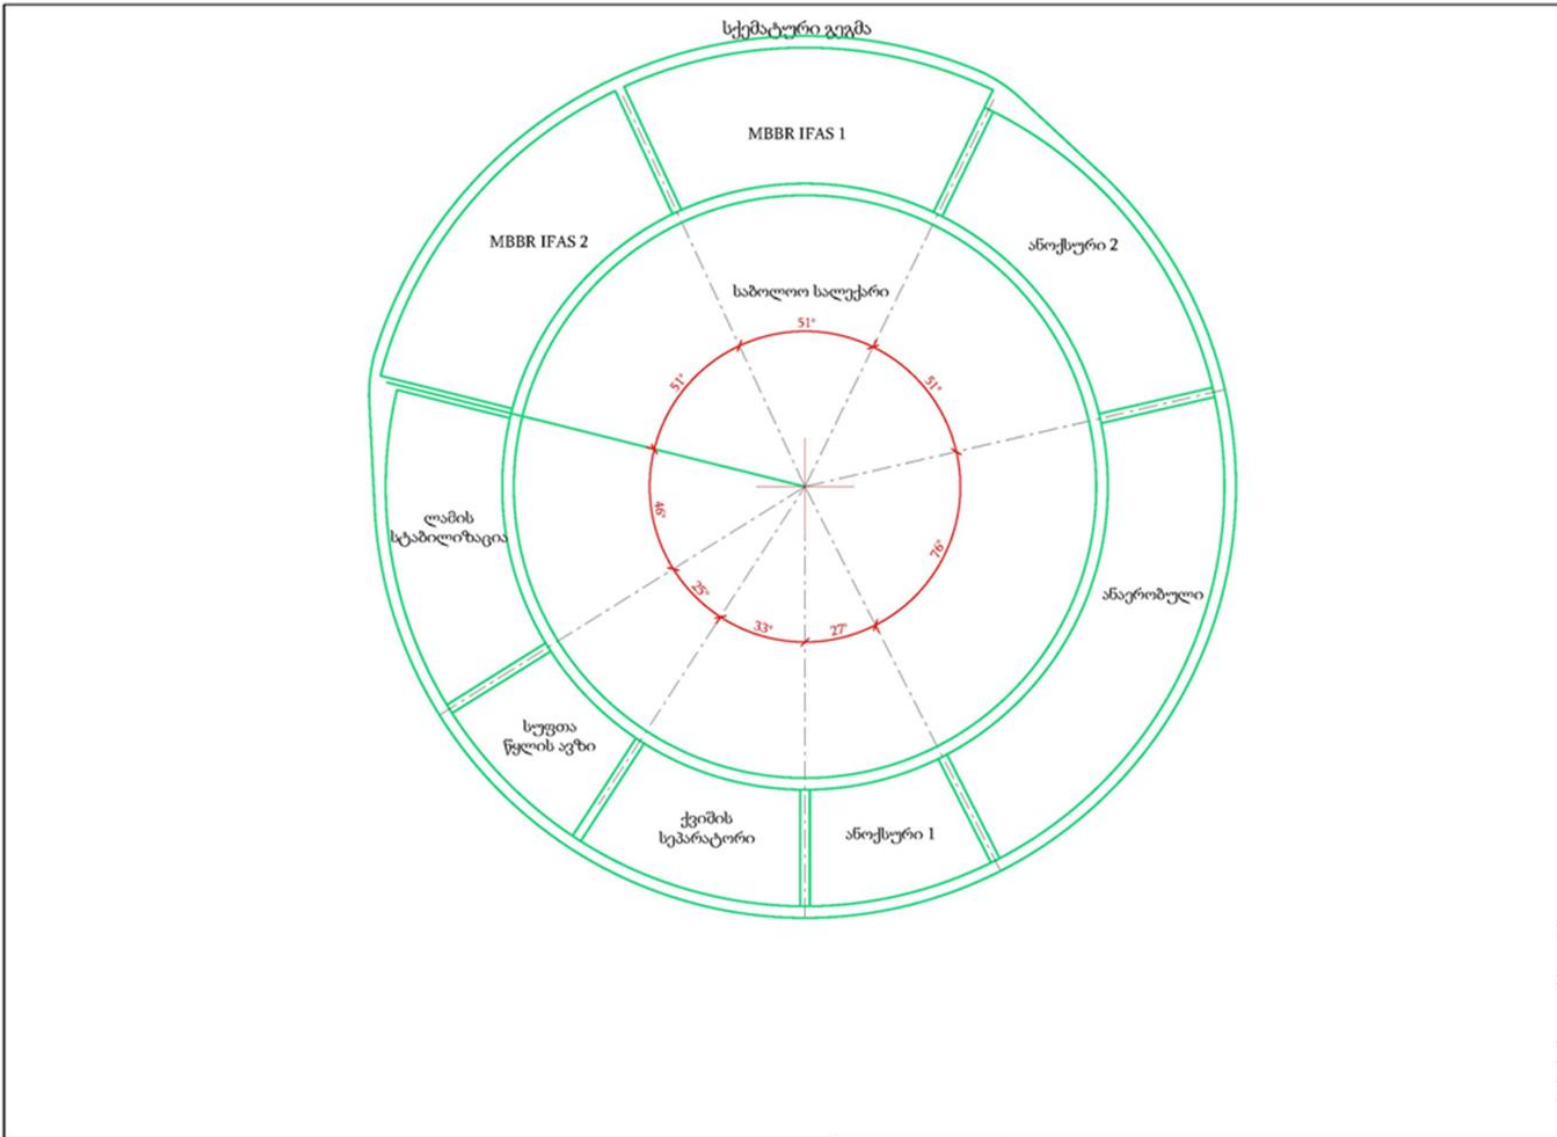 სქემატური გეგმა
MBBR IFAS 1
MBBR IFAS 2
ანოქსური 2
საბოლოო სალექარი
51°
51°
51°
46°
76°
25°
33°
27°
ლამის
სტაბილიზაცია
ანაერობული
სუფთა
წყლის ავზი
ქვიშის
სეპარატორი
ანოქსური 1